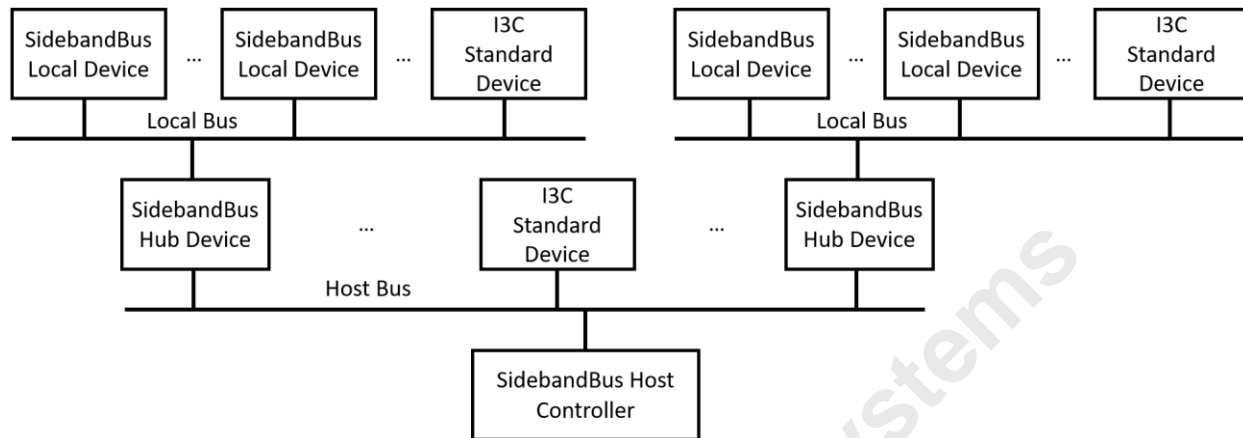 SidebandBus
Local Device
...
SidebandBus
Local Device
...
I3C
Standard
Device
SidebandBus
Local Device
...
SidebandBus
Local Device
...
I3C
Standard
Device
Local Bus
Local Bus
SidebandBus
Hub Device
...
I3C
Standard
Device
...
SidebandBus
Hub Device
Host Bus
SidebandBus Host
Controller